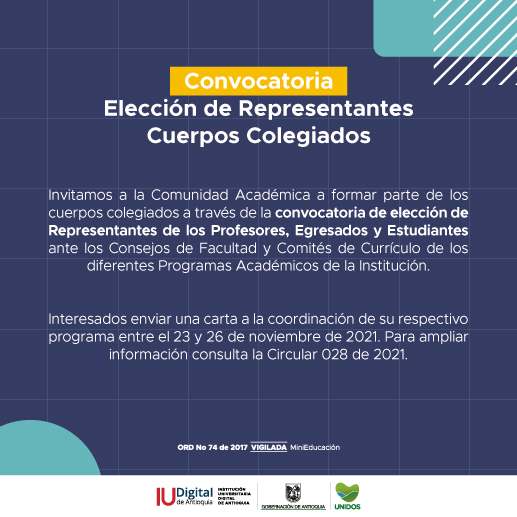 Convocatoria
Elección de Representantes
Cuerpos Colegiados
Invitamos a la Comunidad Académica a formar parte de los
cuerpos colegiados a través de la convocatoria de elección de
Representantes de los Profesores, Egresados y Estudiantes
ante los Consejos de Facultad y Comités de Currículo de los
diferentes Programas Académicos de la Institución.
Interesados enviar una carta a la coordinación de su respectivo
programa entre el 23 y 26 de noviembre de 2021. Para ampliar
información consulta la Circular 028 de 2021.
ORD No 74 de 2017 VIGILADA MiniEducación
IU Digital
de Antioquia
INSTITUCIÓN
UNIVERSITARIA
DIGITAL
DE ANTIOQUIA
GOBERNACIÓN DE ANTIOQUIA
UNIDOS